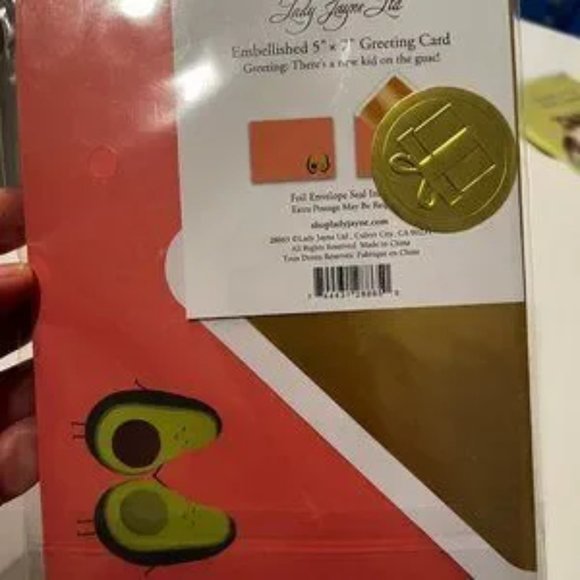 Lady Jayne Ltd
Embellished 5" x 7" Greeting Card
Greeting: There's a new kid on the guac!
Foil Envelope Seal
Extra Postage May Be
shopladyjayne.com
©Lady Jayne Ltd., Culver City, CA
All Rights Reserved Made in China
Tous Droits Reservés Fabriqué en Chine